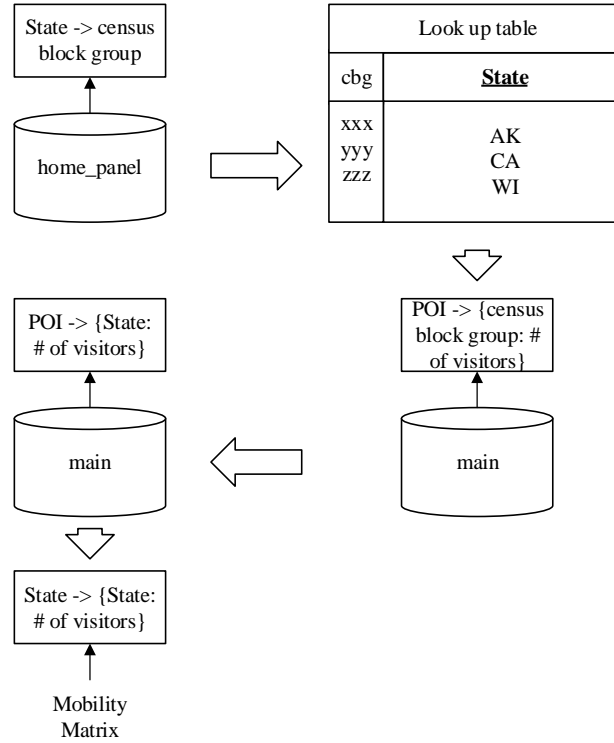 State -> census
block group
home_panel
Look up table
cbg
State
xxx
yyy
zzz
AK
CA
WI
POI -> {census
block group: #
of visitors}
main
POI -> {State:
# of visitors}
main
State -> {State:
# of visitors}
Mobility
Matrix